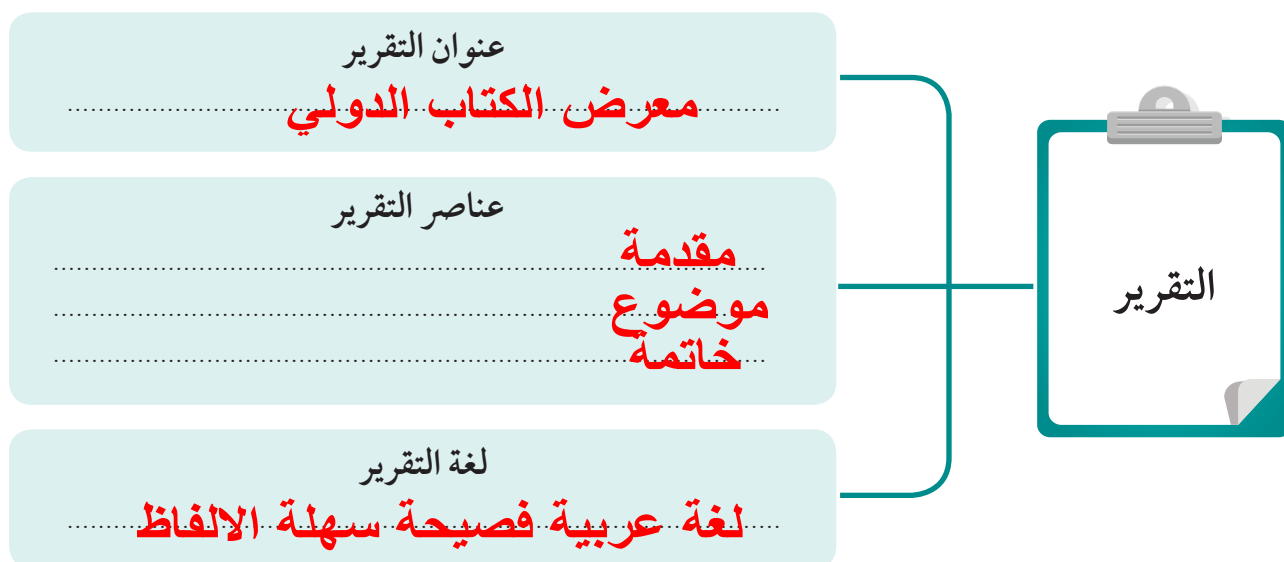 التقرير
عنوان التقرير
معرض الكتاب الدولي
عناصر التقرير
مقدمة
موضوع
خاتمة
لغة التقرير
لغة عربية فصيحة سهلة الالفاظ